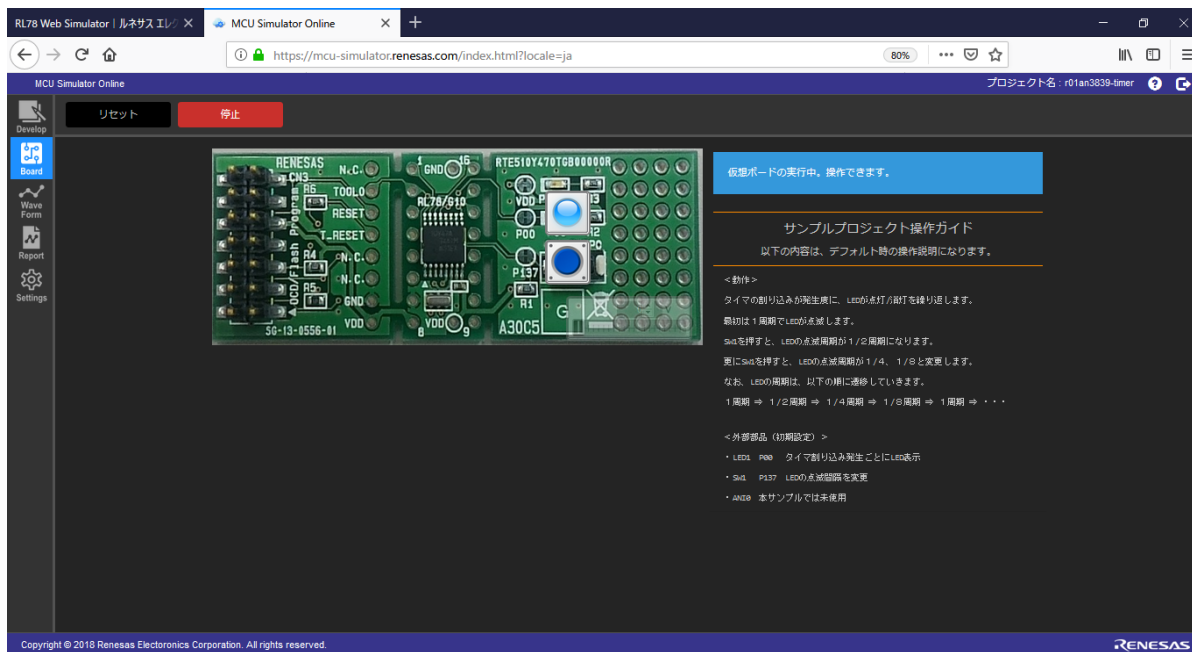 RL78 Web Simulator | ルネサス エレク
MCU Simulator Online
https://mcu-simulator.renesas.com/index.html?locale=ja
80%
MCU Simulator Online
プロジェクト名 : r01an3839-timer
Develop
リセット
停止
Board
Wave Form
Report
Settings
RENESAS
CN3
N.C.
R6
TOOL0
RESET
T_RESET
R4
N.C.
N.C.
R5
GND
VDD
OCD/Flash Program
SG-13-0556-01
1
GND
16
RL78/G10
8
VDD
9
RTE510Y470TGB00000R
VDD
P00
P137
R1
A30C5
G
仮想ボードの実行中。操作できます。
サンプルプロジェクト操作ガイド
以下の内容は、デフォルト時の操作説明になります。
<動作>
タイマの割り込みが発生度に、LEDが点灯/消灯を繰り返します。
最初は1周期でLEDが点滅します。
SW1を押すと、LEDの点滅周期が1/2周期になります。
更にSW1を押すと、LEDの点滅周期が1/4、1/8と変更します。
なお、LEDの周期は、以下の順に遷移していきます。
1周期 ⇒ 1/2周期 ⇒ 1/4周期 ⇒ 1/8周期 ⇒ 1周期 ⇒ ・・・
<外部部品（初期設定）>
・LED1 P00 タイマ割り込み発生ごとにLED表示
・SW1 P137 LEDの点滅間隔を変更
・ANI0 本サンプルでは未使用
Copyright © 2018 Renesas Electoronics Corporation. All rights reserved.
RENESAS